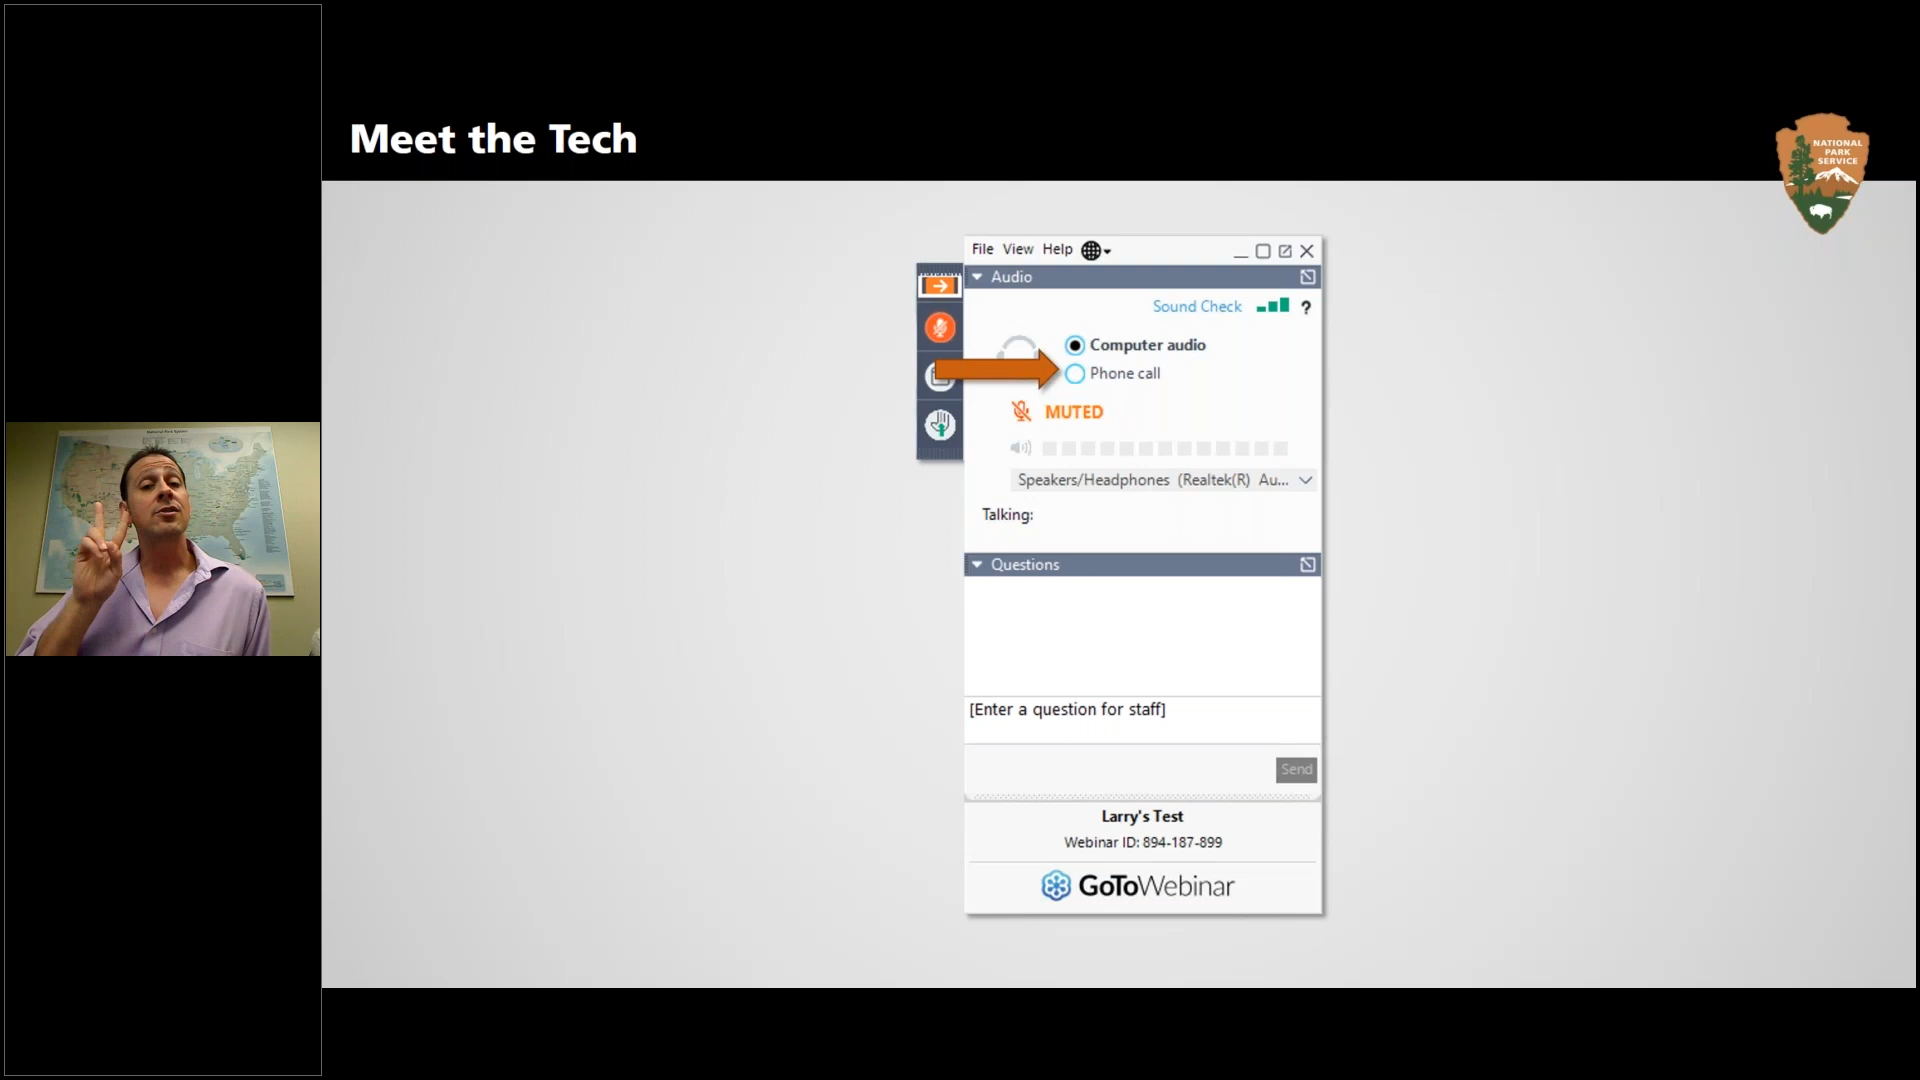 Meet the Tech
NATIONAL
PARK
SERVICE
File View Help
Audio
Sound Check
?
Computer audio
Phone call
MUTED
Speakers/Headphones (Realtek(R) Au...
Talking:
Questions
[Enter a question for staff]
Send
Larry's Test
Webinar ID: 894-187-899
GoToWebinar